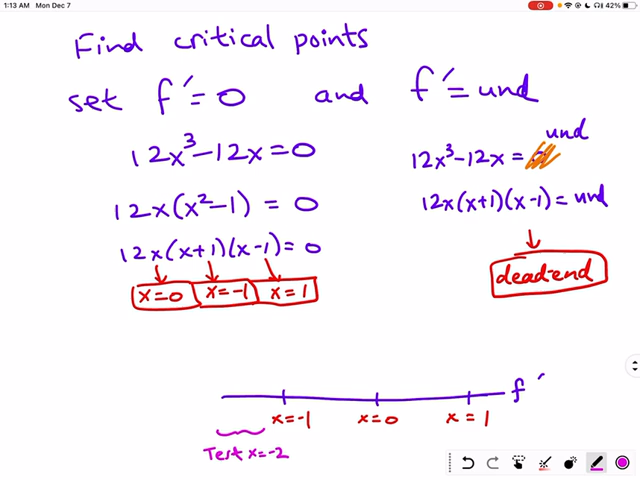 1:13 AM Mon Dec 7
42%
Find critical points
set f'=0 and f'=und
12x³-12x=0
12x³-12x= und
12x(x²-1) = 0
12x(x+1)(x-1)=und
12x(x+1)(x-1)=0
dead-end
x=0 x=-1 x=1
f'
x=-1 x=0 x=1
Test x=-2